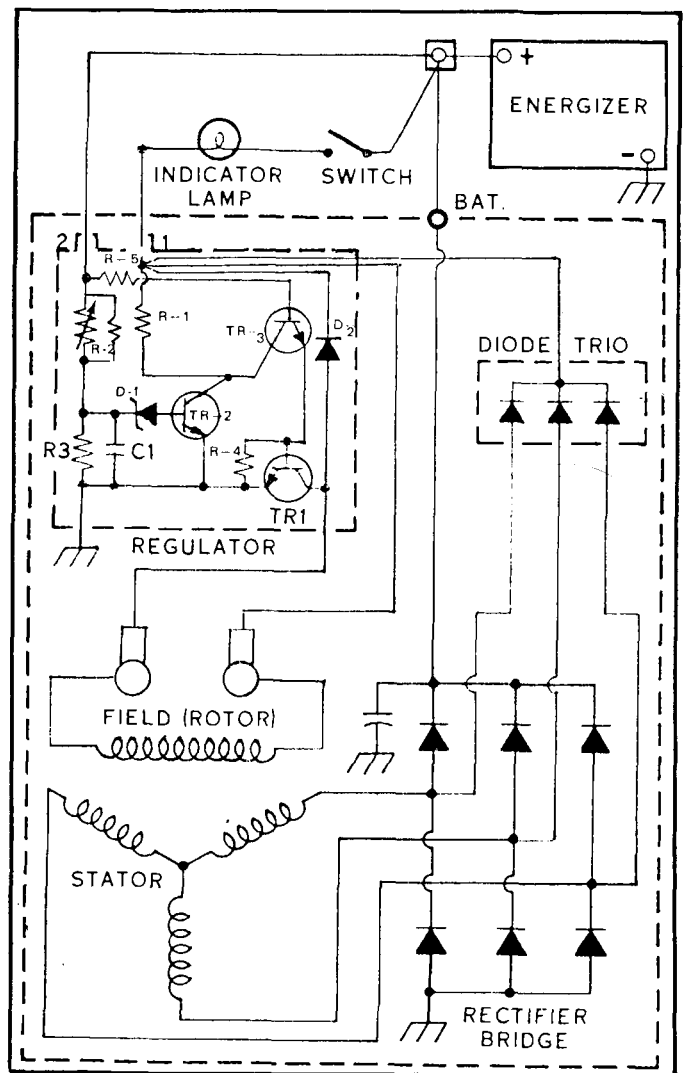 +
ENERGIZER
-
INDICATOR
LAMP
SWITCH
BAT.
2
1
R-5
R-1
TR-3
D2
R-2
DIODE TRIO
D-1
TR-2
R3
C1
R-4
TR1
REGULATOR
FIELD (ROTOR)
STATOR
RECTIFIER
BRIDGE